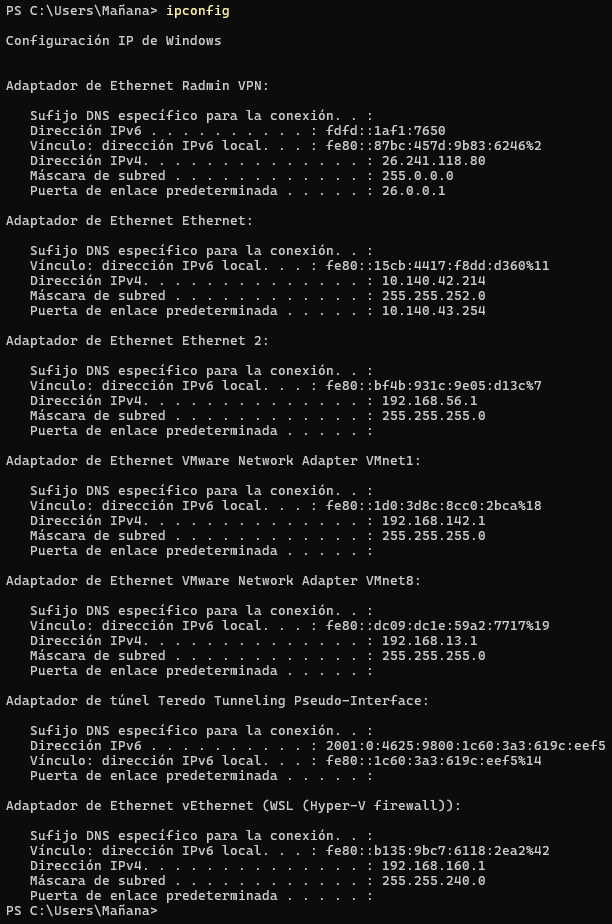 PS C:\Users\Mañana> ipconfig
Configuración IP de Windows
Adaptador de Ethernet Radmin VPN:
Sufijo DNS específico para la conexión. . :
Dirección IPv6 . . . . . . . . . . : fdfd::1af1:7650
Vínculo: dirección IPv6 local. . . : fe80::87bc:457d:9b83:6246%2
Dirección IPv4. . . . . . . . . . . . . . : 26.241.118.80
Máscara de subred . . . . . . . . . . . . : 255.0.0.0
Puerta de enlace predeterminada . . . . . : 26.0.0.1
Adaptador de Ethernet Ethernet:
Sufijo DNS específico para la conexión. . :
Vínculo: dirección IPv6 local. . . : fe80::15cb:4417:f8dd:d360%11
Dirección IPv4. . . . . . . . . . . . . . : 10.140.42.214
Máscara de subred . . . . . . . . . . . . : 255.255.252.0
Puerta de enlace predeterminada . . . . . : 10.140.43.254
Adaptador de Ethernet Ethernet 2:
Sufijo DNS específico para la conexión. . :
Vínculo: dirección IPv6 local. . . : fe80::bf4b:931c:9e05:d13c%7
Dirección IPv4. . . . . . . . . . . . . . : 192.168.56.1
Máscara de subred . . . . . . . . . . . . : 255.255.255.0
Puerta de enlace predeterminada . . . . . :
Adaptador de Ethernet VMware Network Adapter VMnet1:
Sufijo DNS específico para la conexión. . :
Vínculo: dirección IPv6 local. . . : fe80::1d0:3d8c:8cc0:2bca%18
Dirección IPv4. . . . . . . . . . . . . . : 192.168.142.1
Máscara de subred . . . . . . . . . . . . : 255.255.255.0
Puerta de enlace predeterminada . . . . . :
Adaptador de Ethernet VMware Network Adapter VMnet8:
Sufijo DNS específico para la conexión. . :
Vínculo: dirección IPv6 local. . . : fe80::dc09:dc1e:59a2:7717%19
Dirección IPv4. . . . . . . . . . . . . . : 192.168.13.1
Máscara de subred . . . . . . . . . . . . : 255.255.255.0
Puerta de enlace predeterminada . . . . . :
Adaptador de túnel Teredo Tunneling Pseudo-Interface:
Sufijo DNS específico para la conexión. . :
Dirección IPv6 . . . . . . . . . . : 2001:0:4625:9800:1c60:3a3:619c:eef5
Vínculo: dirección IPv6 local. . . : fe80::1c60:3a3:619c:eef5%14
Puerta de enlace predeterminada . . . . . :
Adaptador de Ethernet vEthernet (WSL (Hyper-V firewall)):
Sufijo DNS específico para la conexión. . :
Vínculo: dirección IPv6 local. . . : fe80::b135:9bc7:6118:2ea2%42
Dirección IPv4. . . . . . . . . . . . . . : 192.168.160.1
Máscara de subred . . . . . . . . . . . . : 255.255.240.0
Puerta de enlace predeterminada . . . . . :
PS C:\Users\Mañana>